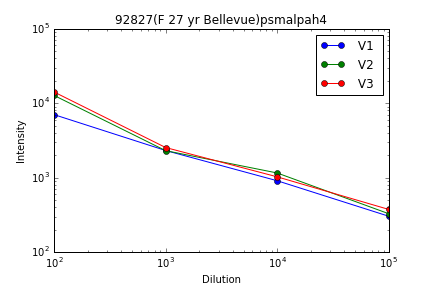 92827(F 27 yr Bellevue)psmalpah4
10^5
10^4
10^3
10^2
Intensity
V1
V2
V3
10^2 10^3 10^4 10^5
Dilution